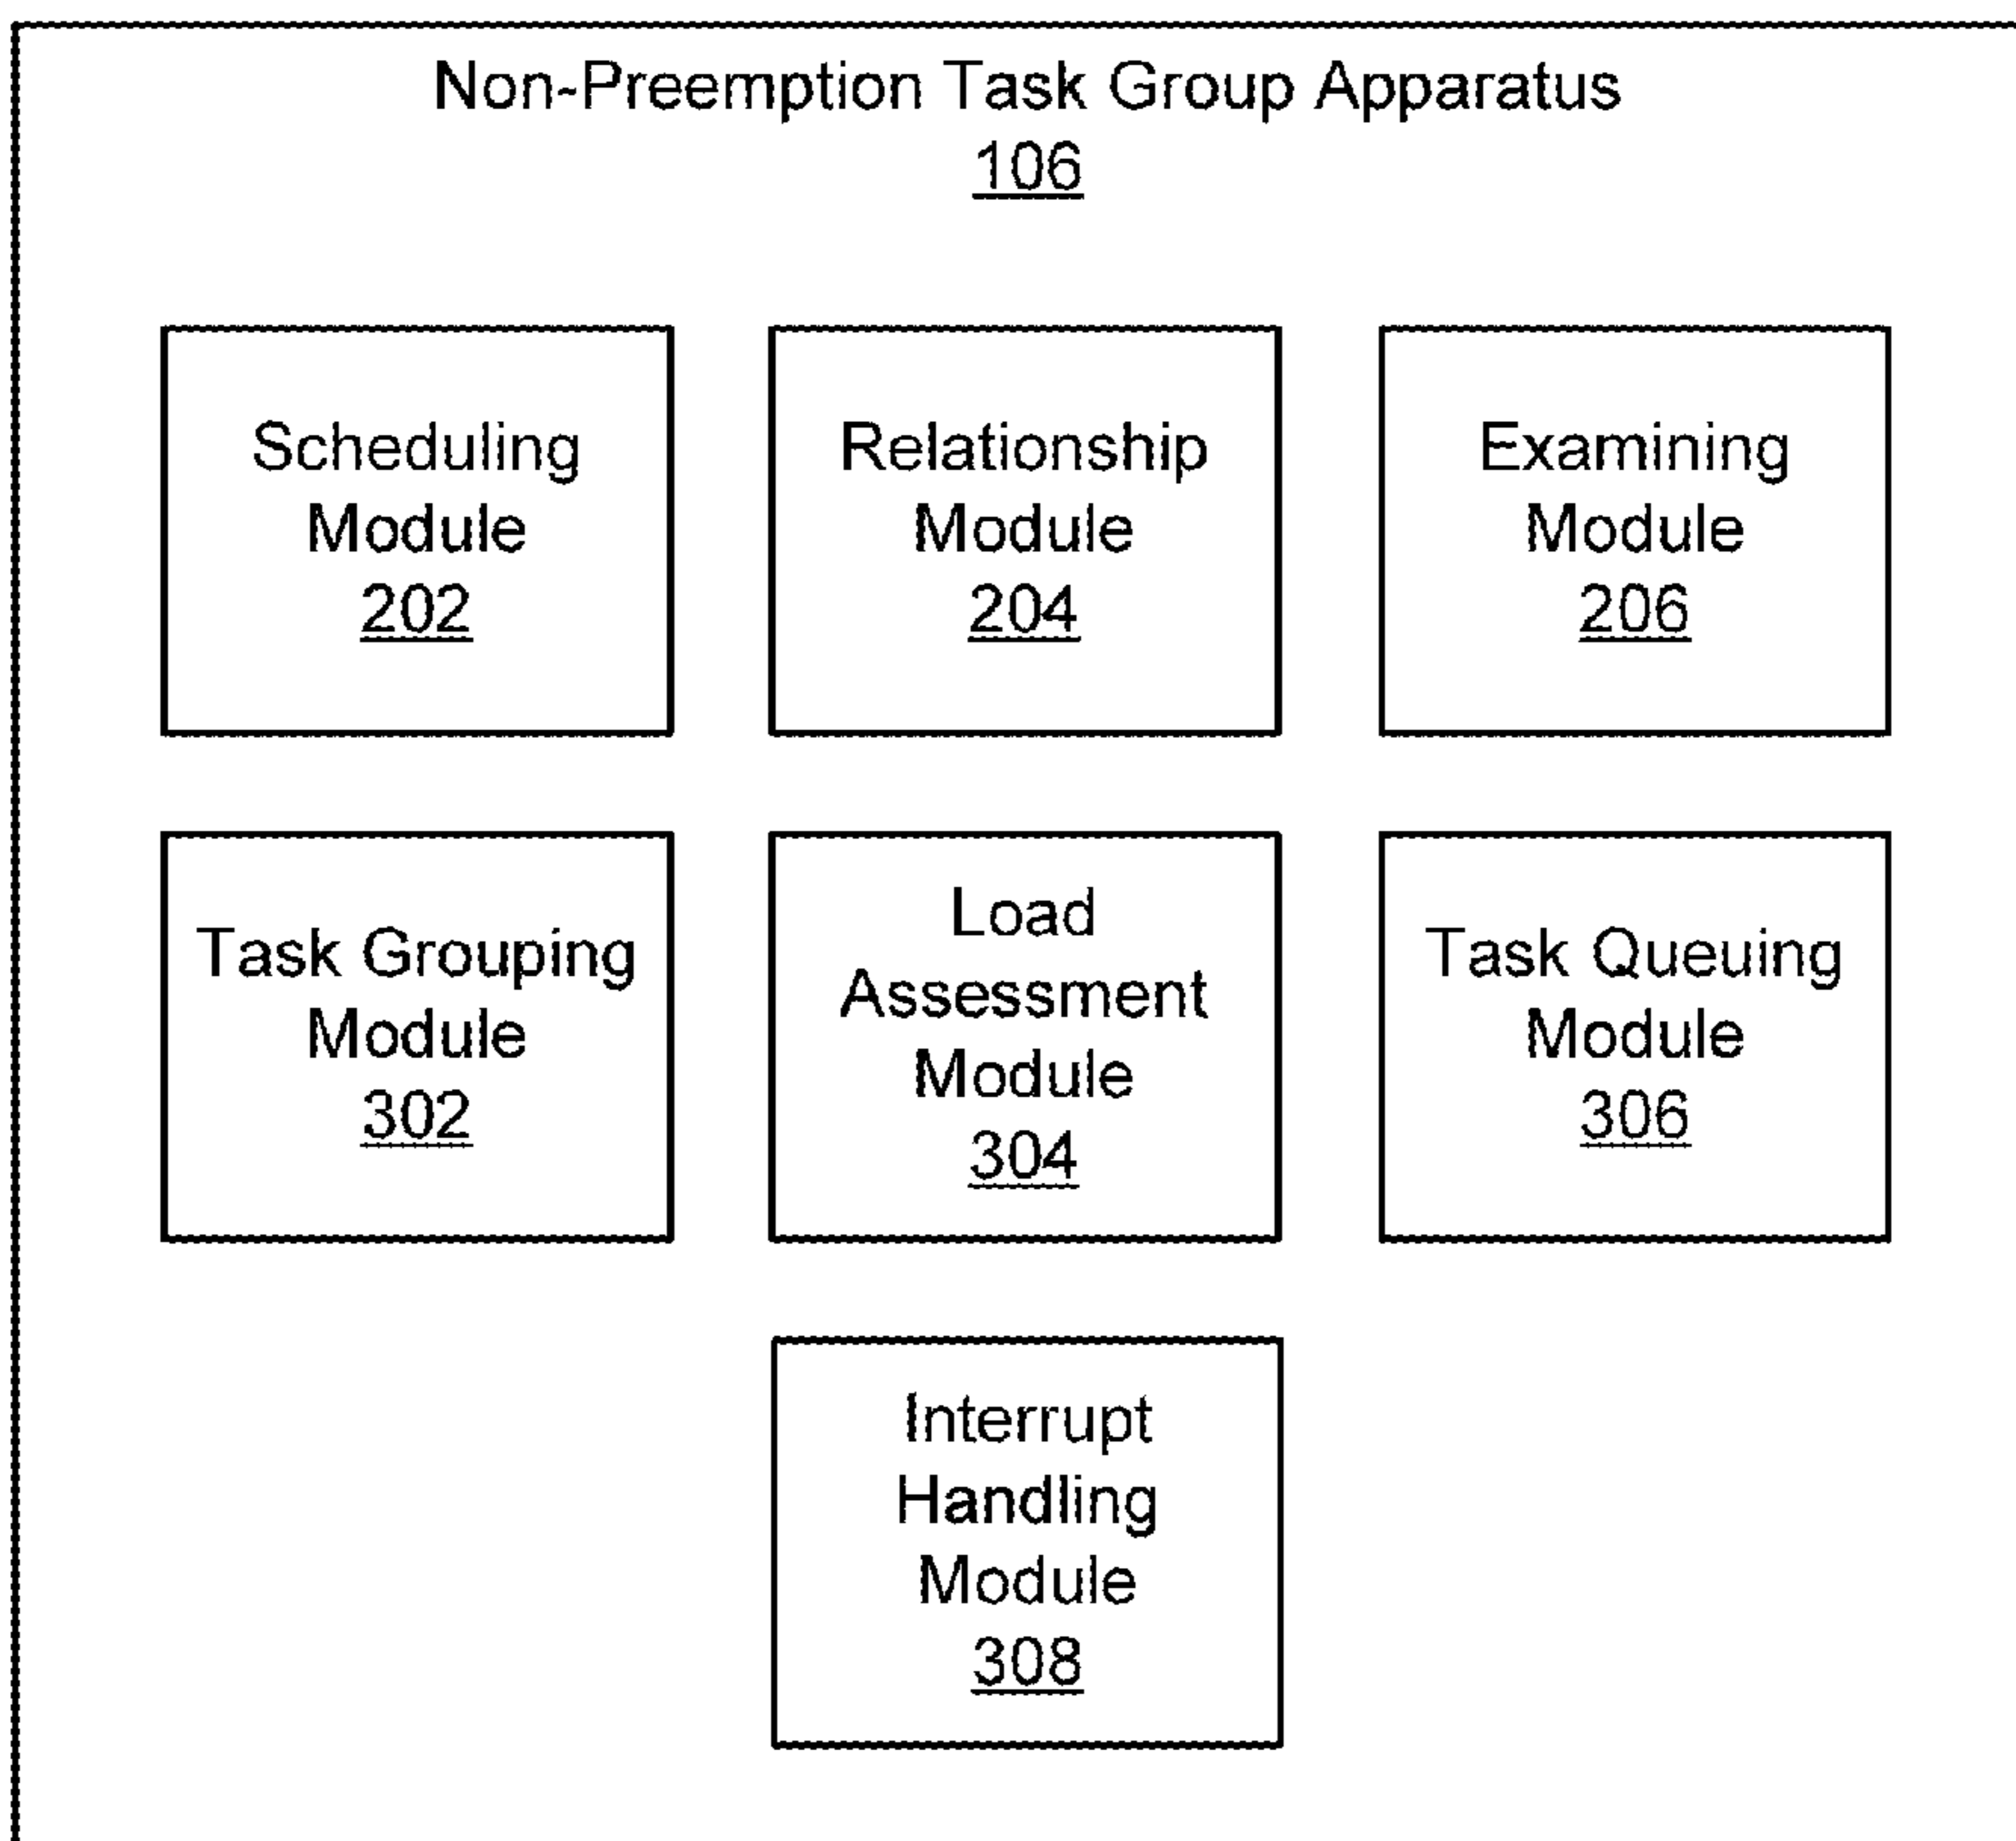 Non-Preemption Task Group Apparatus
106
Scheduling
Module
202
Relationship
Module
204
Examining
Module
206
Task Grouping
Module
302
Load
Assessment
Module
304
Task Queuing
Module
306
Interrupt
Handling
Module
308